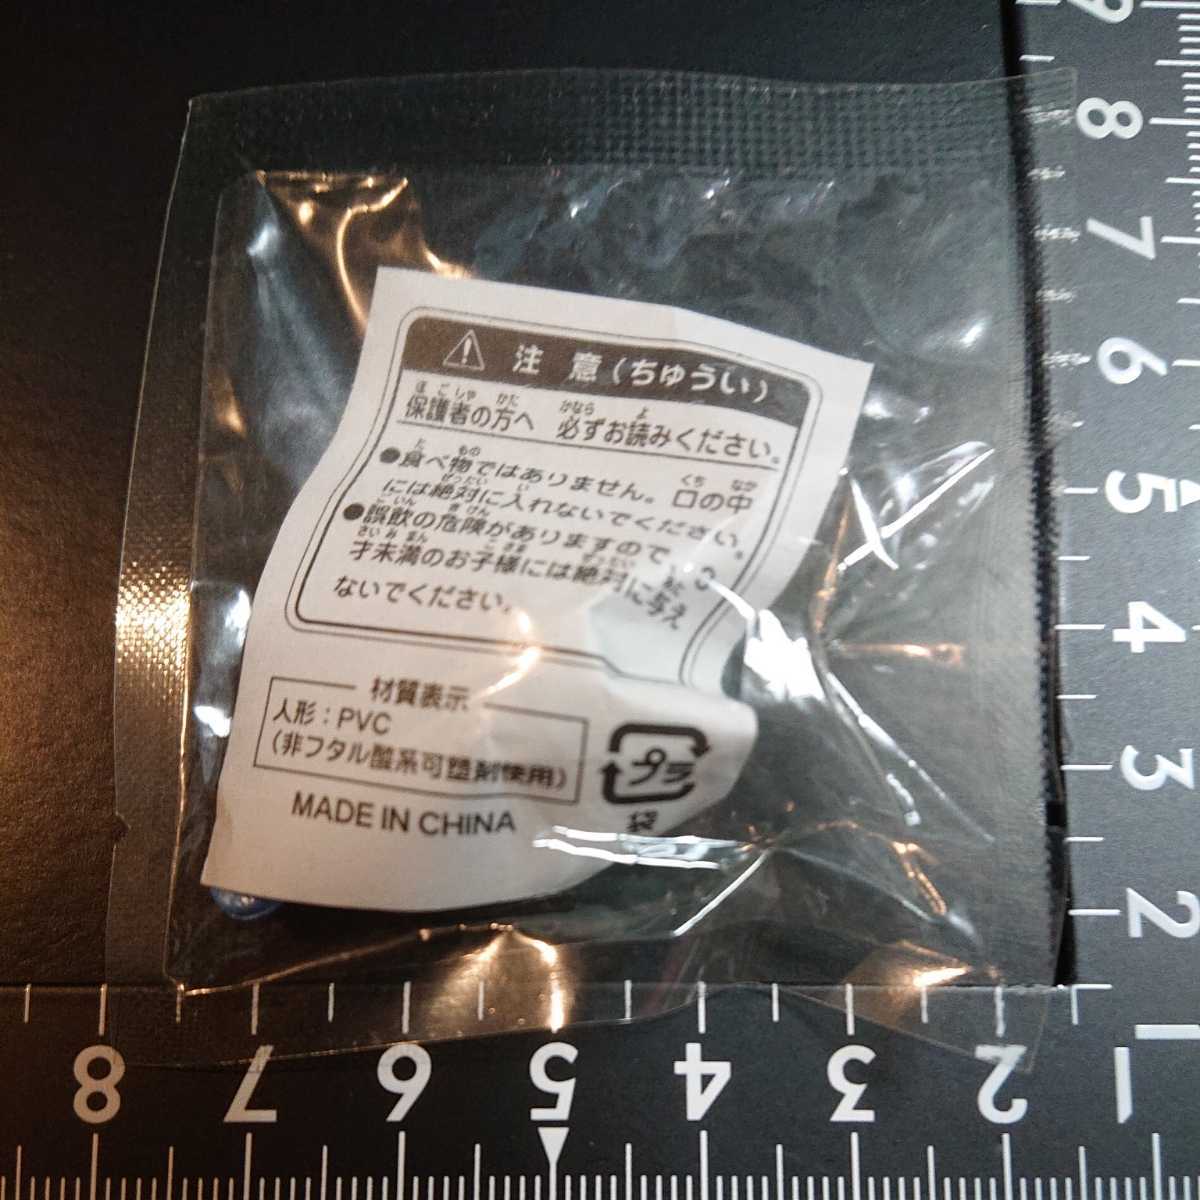 注意(ちゅうい)
保護者の方へ 必ずお読みください。
●食べ物ではありません。口の中
には絶対に入れないでください。
●誤飲の危険がありますので、3
才未満のお子様には絶対に与え
ないでください。
材質表示
人形:PVC
(非フタル酸系可塑剤使用)
プラ
袋
MADE IN CHINA
9
8
7
6
5
4
3
2
1
8
7
6
5
4
3
2
1